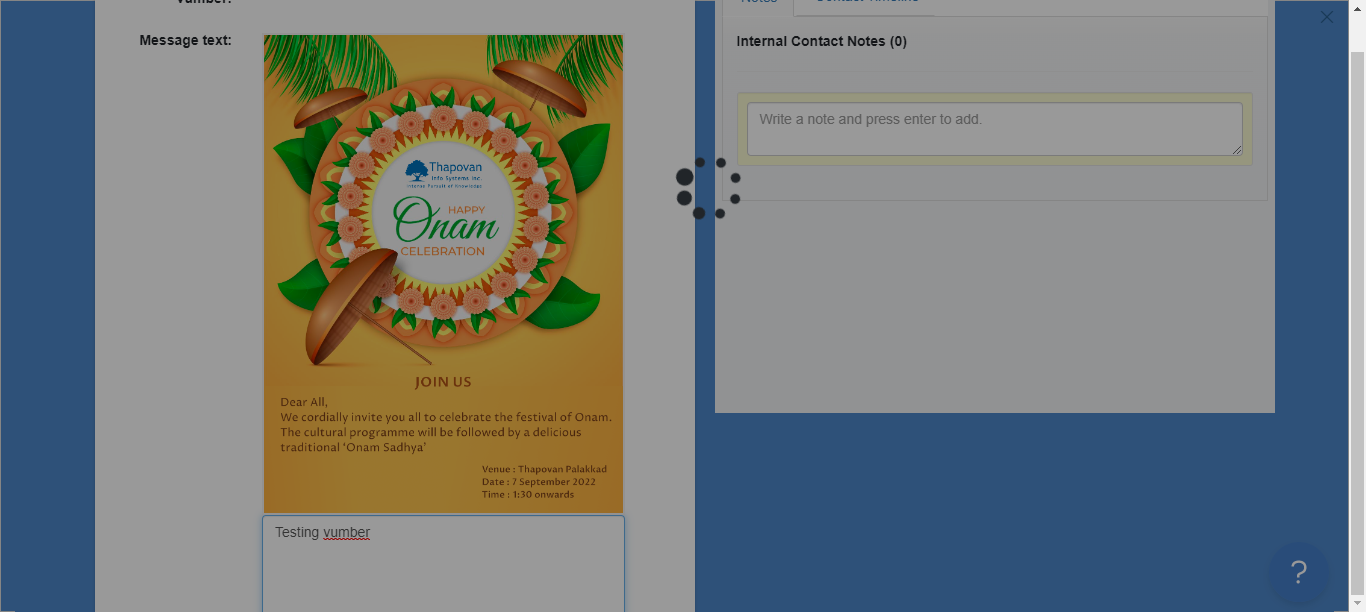 Vumber:
Notes
Contact Timeline
Message text:
Internal Contact Notes (0)
Write a note and press enter to add.
Thapovan
Info Systems Inc.
Intense Pursuit of Knowledge
HAPPY
Onam
CELEBRATION
JOIN US
Dear All,
We cordially invite you all to celebrate the festival of Onam.
The cultural programme will be followed by a delicious
traditional ‘Onam Sadhya’
Venue : Thapovan Palakkad
Date : 7 September 2022
Time : 1:30 onwards
Testing vumber
?